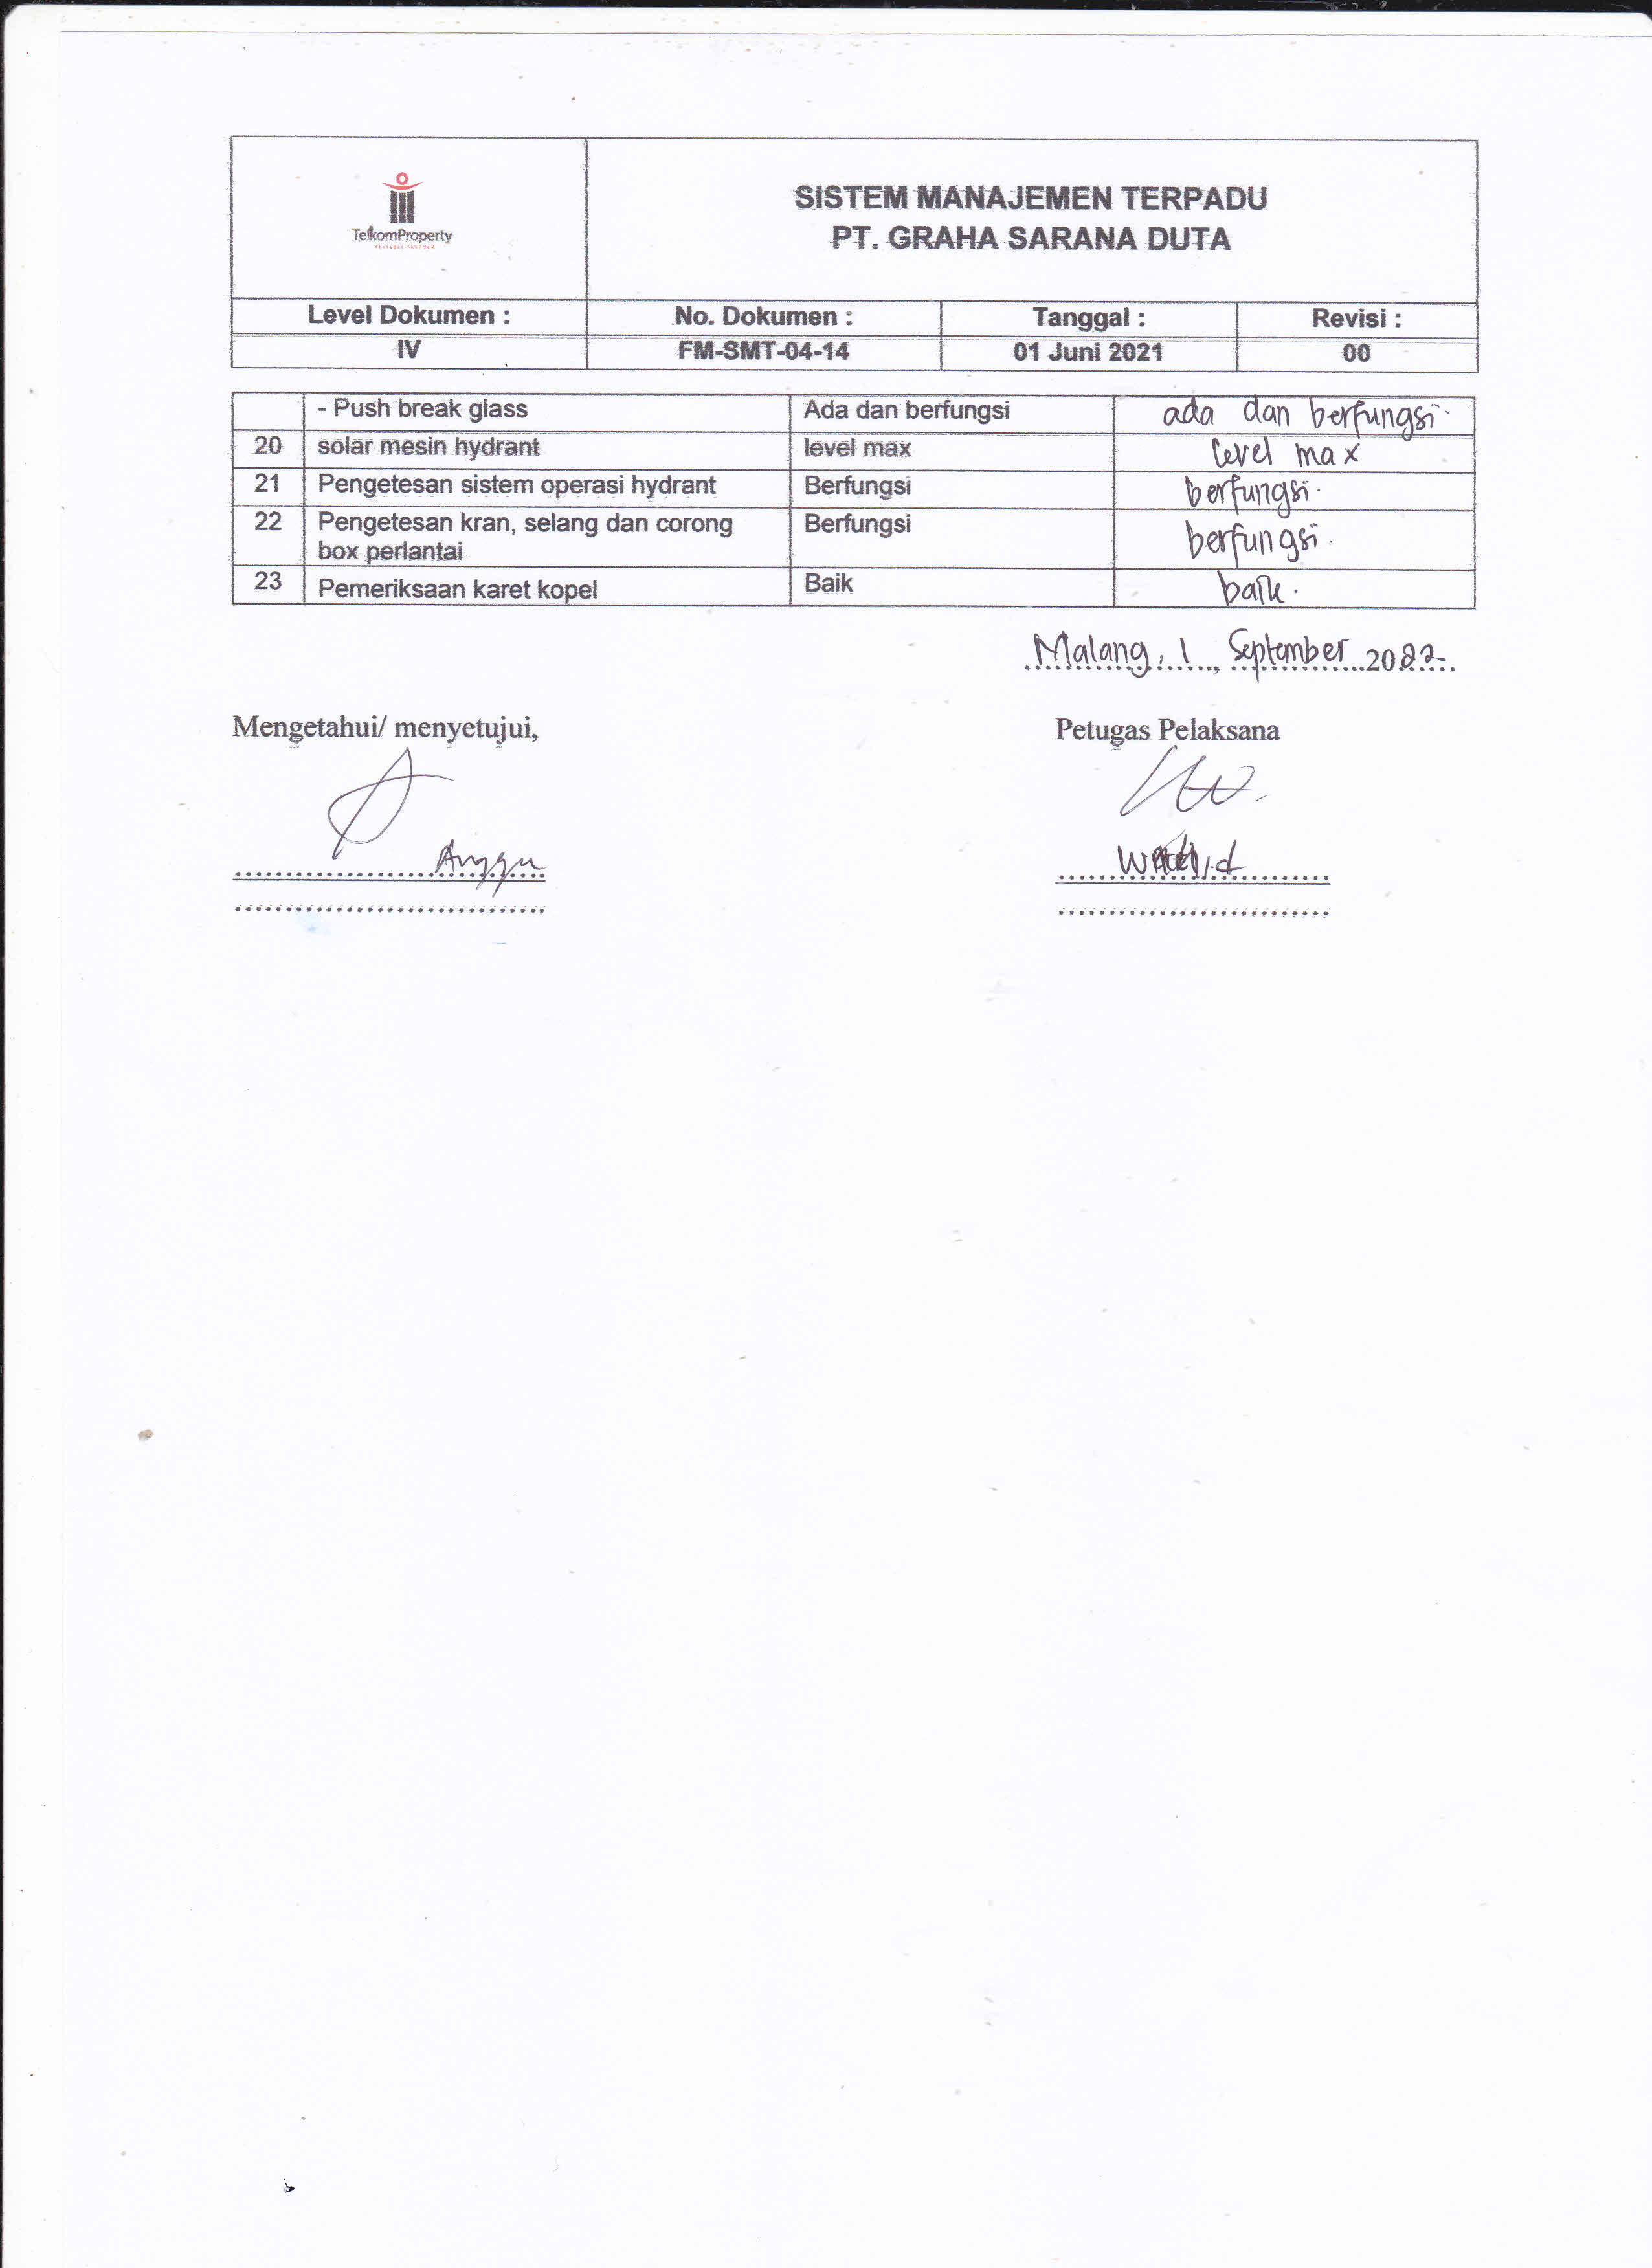 TelkomProperty
SISTEM MANAJEMEN TERPADU
PT. GRAHA SARANA DUTA
Level Dokumen : No. Dokumen : Tanggal : Revisi :
IV FM-SMT-04-14 01 Juni 2021 00
- Push break glass Ada dan berfungsi ada dan berfungsi.
20 solar mesin hydrant level max level max
21 Pengetesan sistem operasi hydrant Berfungsi berfungsi.
22 Pengetesan kran, selang dan corong Berfungsi berfungsi.
box perlantai
23 Pemeriksaan karet kopel Baik baik.
Malang, 1, September 2022
Mengetahui/ menyetujui, Petugas Pelaksana